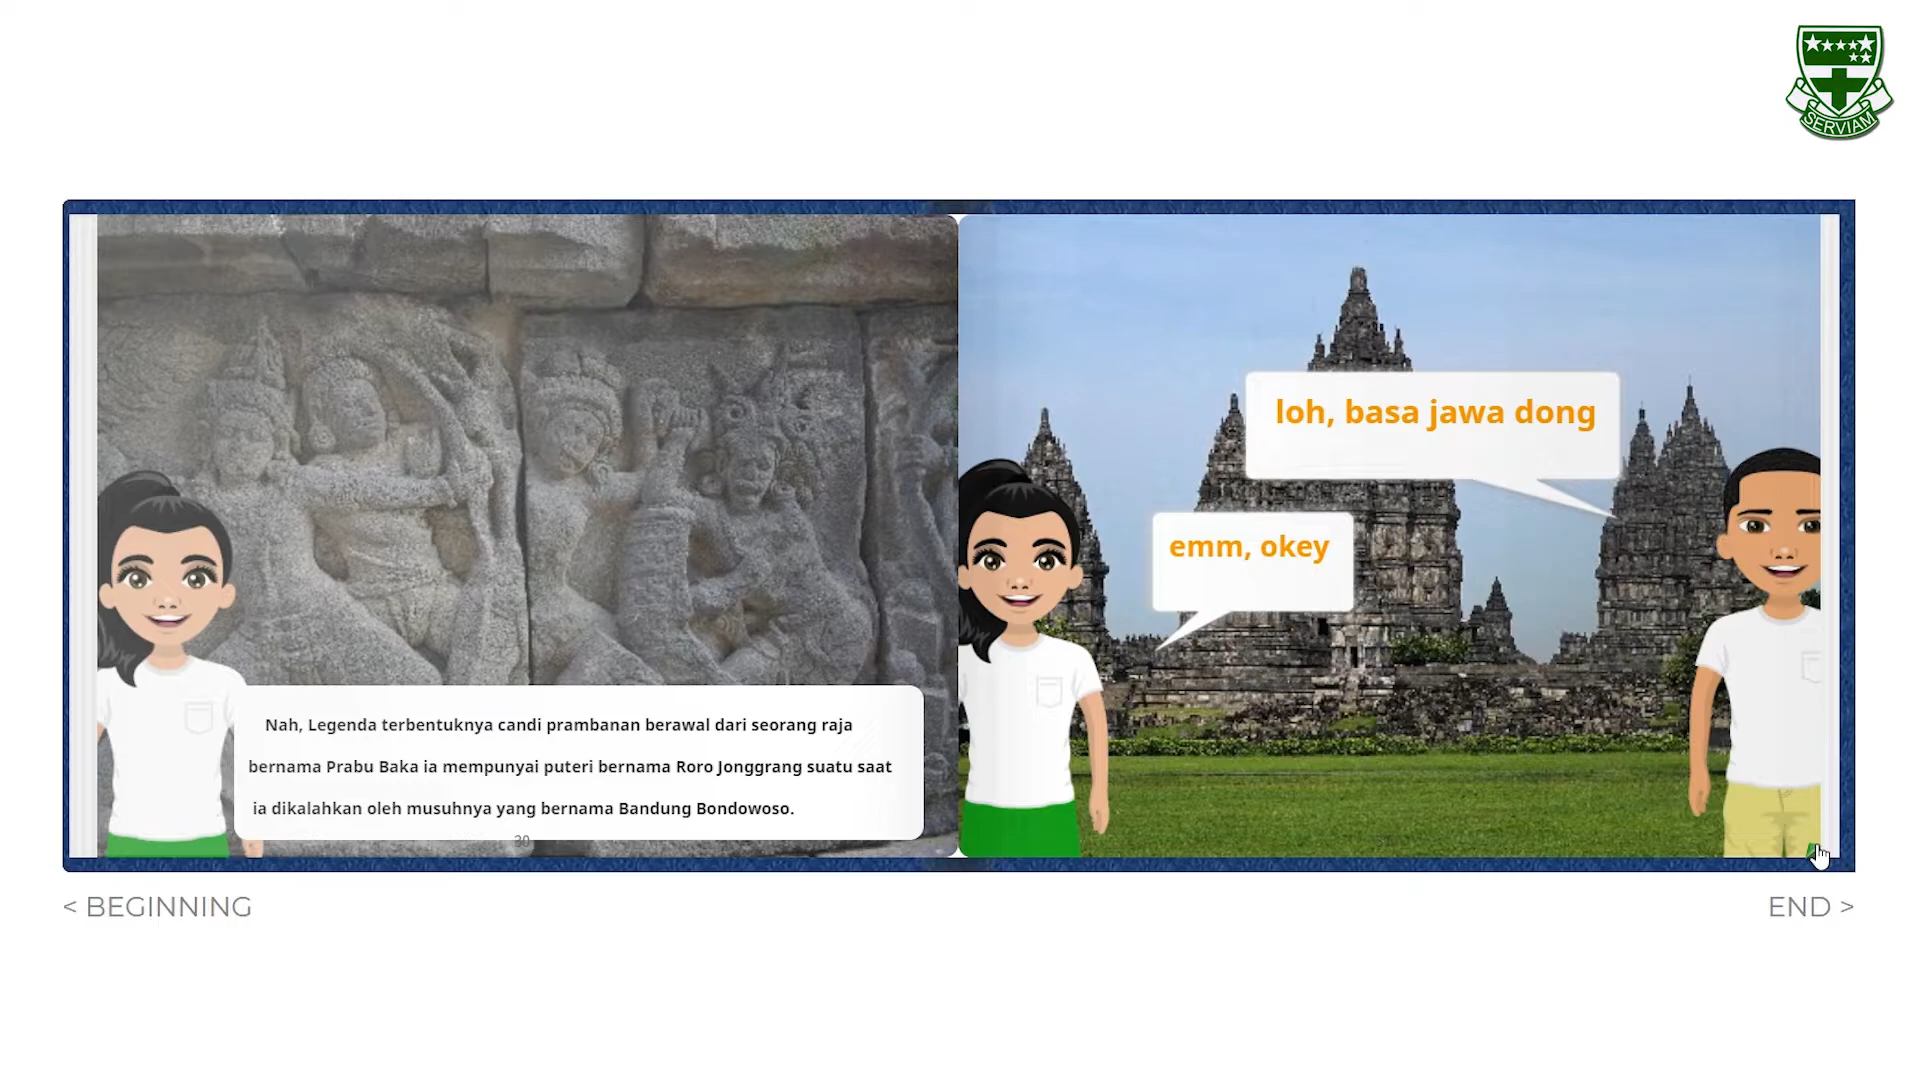 SERVIAM
loh, basa jawa dong
emm, okey
Nah, Legenda terbentuknya candi prambanan berawal dari seorang raja
bernama Prabu Baka ia mempunyai puteri bernama Roro Jonggrang suatu saat
ia dikalahkan oleh musuhnya yang bernama Bandung Bondowoso.
30
< BEGINNING
END >